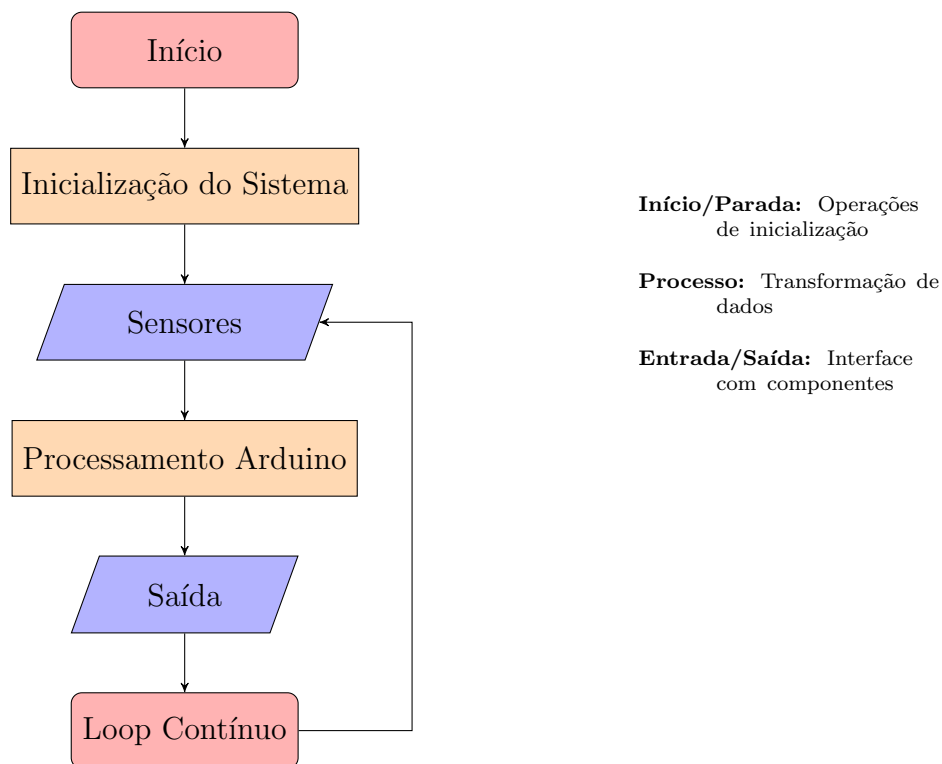 Início
Inicialização do Sistema
Sensores
Processamento Arduino
Saída
Loop Contínuo
Início/Parada: Operações
de inicialização
Processo: Transformação de
dados
Entrada/Saída: Interface
com componentes